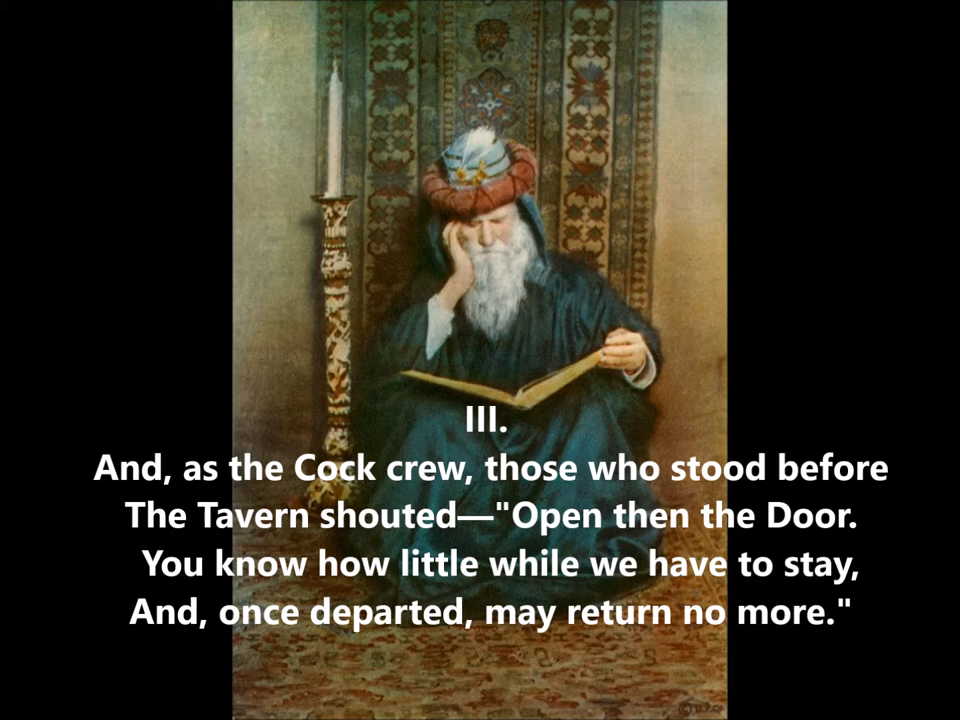 III.
And, as the Cock crew, those who stood before
The Tavern shouted—"Open then the Door.
You know how little while we have to stay,
And, once departed, may return no more."